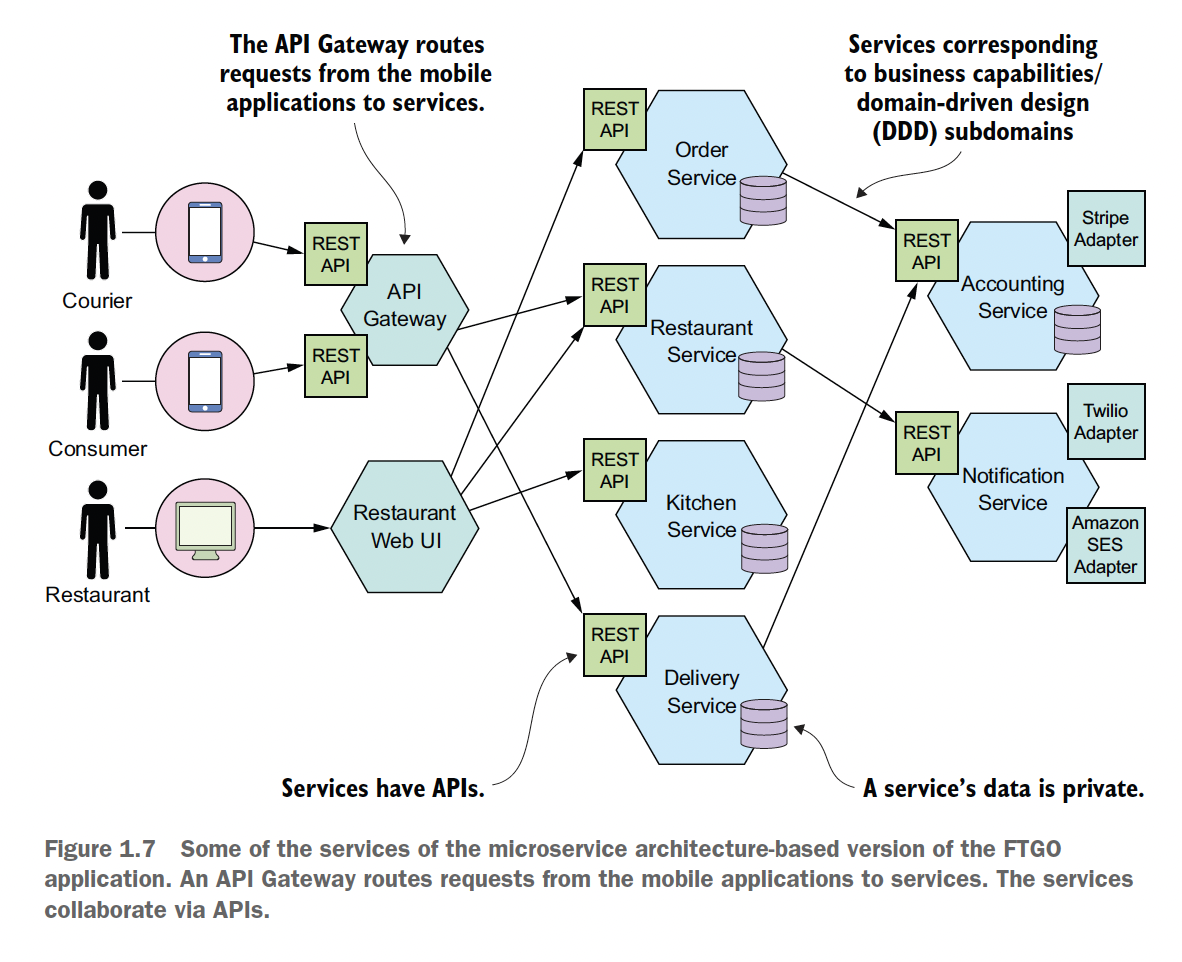 The API Gateway routes
requests from the mobile
applications to services.
Services corresponding
to business capabilities/
domain-driven design
(DDD) subdomains
Courier
Consumer
Restaurant
REST
API
REST
API
API
Gateway
Restaurant
Web UI
REST
API
Order
Service
REST
API
Restaurant
Service
REST
API
Kitchen
Service
REST
API
Delivery
Service
REST
API
Accounting
Service
Stripe
Adapter
REST
API
Notification
Service
Twilio
Adapter
Amazon
SES
Adapter
Services have APIs.
A service’s data is private.
Figure 1.7 Some of the services of the microservice architecture-based version of the FTGO
application. An API Gateway routes requests from the mobile applications to services. The services
collaborate via APIs.